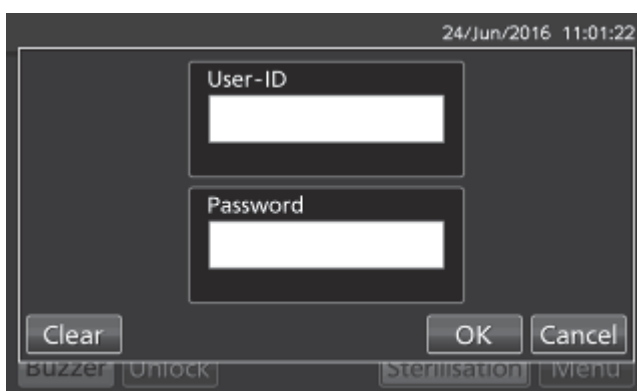 24/Jun/2016 11:01:22
User-ID
Password
Clear OK Cancel
Buzzer Unlock Sterilisation Menu